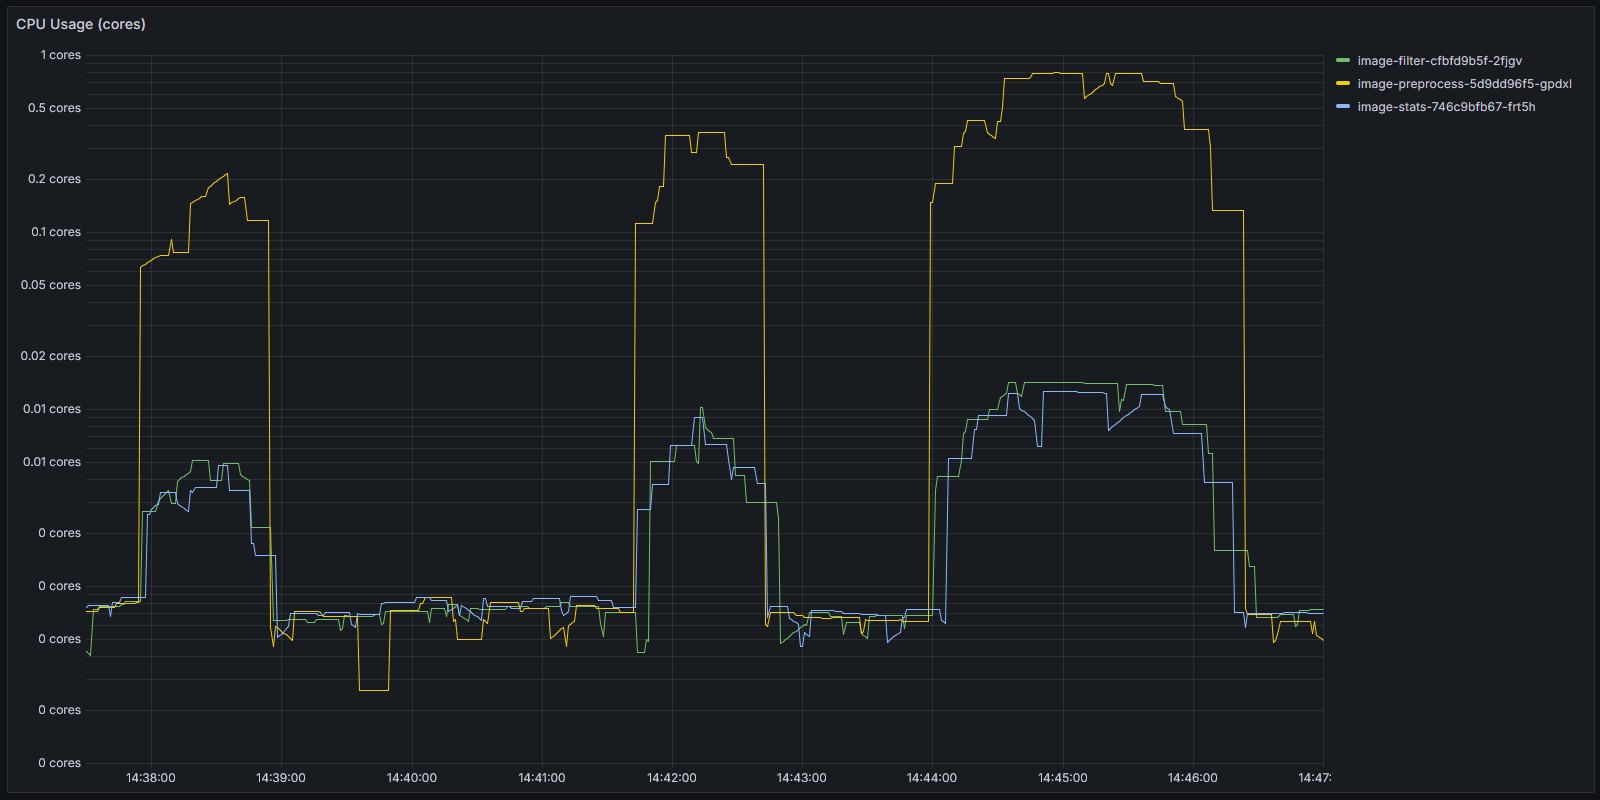 CPU Usage (cores)
1 cores
0.5 cores
0.2 cores
0.1 cores
0.05 cores
0.02 cores
0.01 cores
0.01 cores
0 cores
0 cores
0 cores
0 cores
0 cores
14:38:00
14:39:00
14:40:00
14:41:00
14:42:00
14:43:00
14:44:00
14:45:00
14:46:00
14:47:
image-filter-cfbfd9b5f-2fjgv
image-preprocess-5d9dd96f5-gpdxl
image-stats-746c9bfb67-frt5h